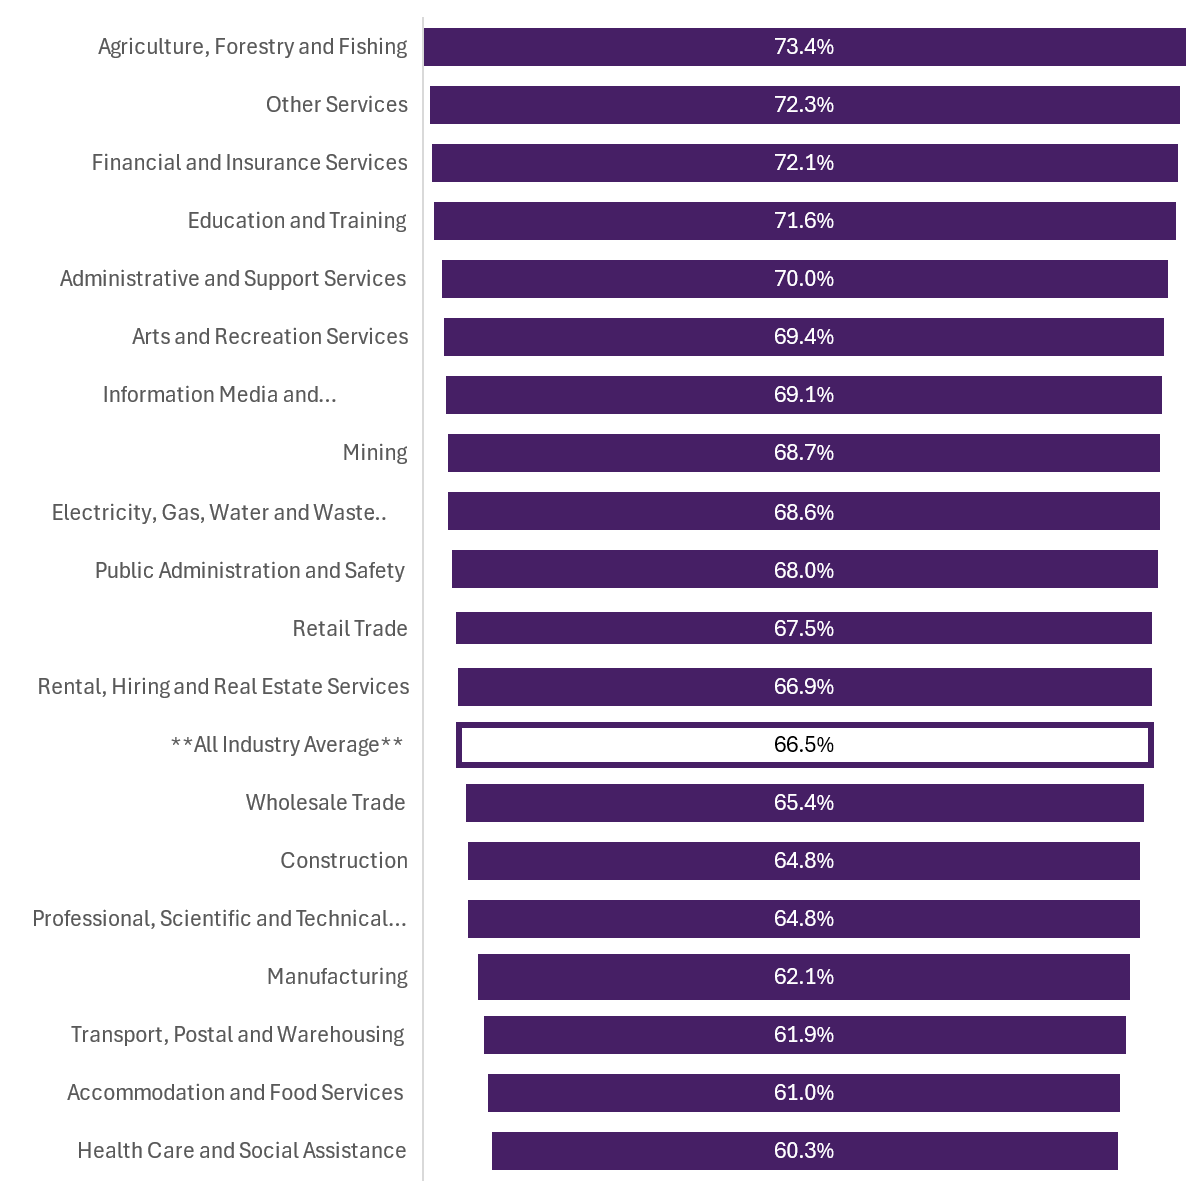 Agriculture, Forestry and Fishing 73.4%
Other Services 72.3%
Financial and Insurance Services 72.1%
Education and Training 71.6%
Administrative and Support Services 70.0%
Arts and Recreation Services 69.4%
Information Media and... 69.1%
Mining 68.7%
Electricity, Gas, Water and Waste.. 68.6%
Public Administration and Safety 68.0%
Retail Trade 67.5%
Rental, Hiring and Real Estate Services 66.9%
**All Industry Average** 66.5%
Wholesale Trade 65.4%
Construction 64.8%
Professional, Scientific and Technical... 64.8%
Manufacturing 62.1%
Transport, Postal and Warehousing 61.9%
Accommodation and Food Services 61.0%
Health Care and Social Assistance 60.3%